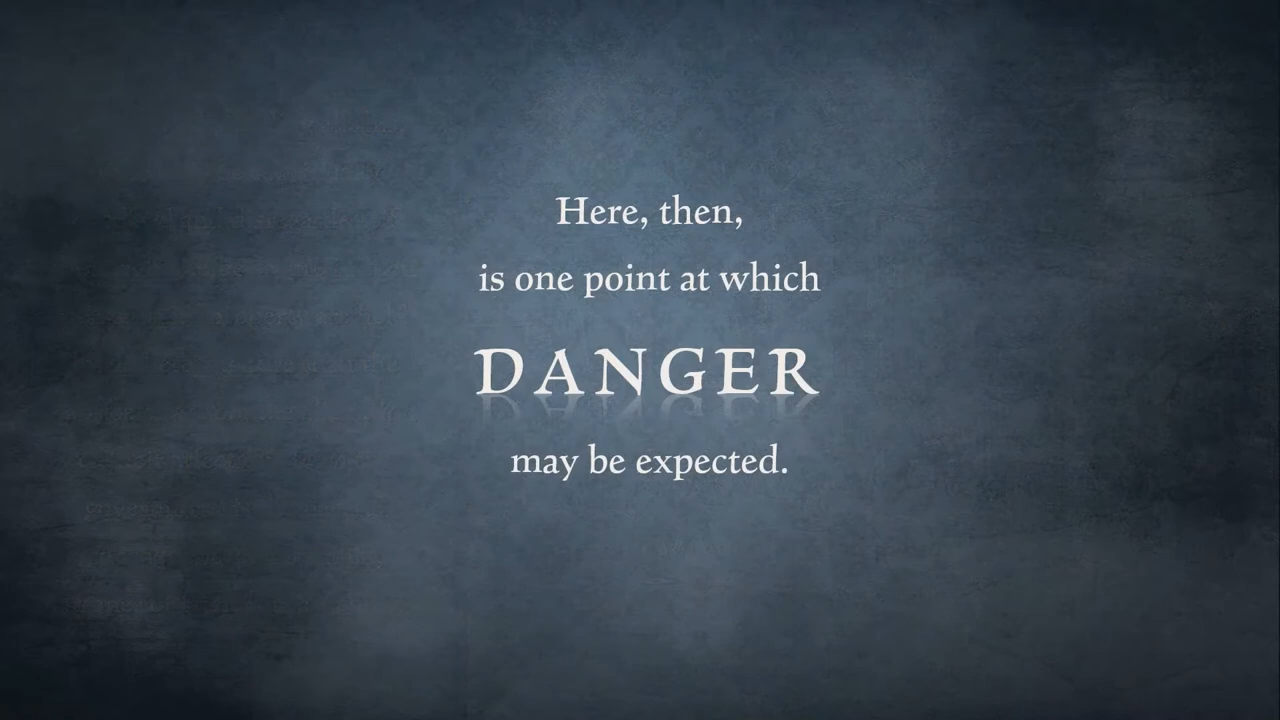 Here, then,
is one point at which
DANGER
may be expected.